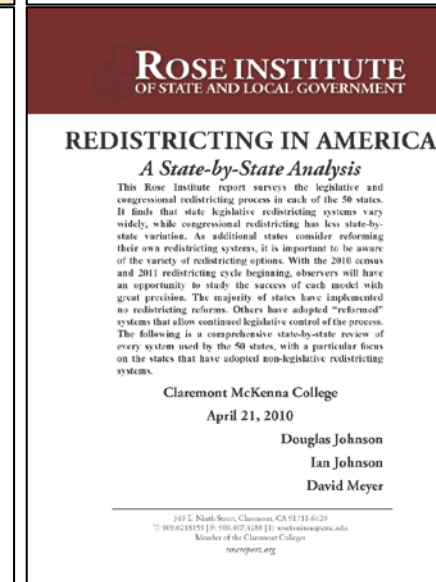 ROSE INSTITUTE
OF STATE AND LOCAL GOVERNMENT
REDISTRICTING IN AMERICA
A State-by-State Analysis
This Rose Institute report surveys the legislative and
congressional redistricting process in each of the 50 states.
It finds that state legislative redistricting systems vary
widely, while congressional redistricting has less state-by-
state variation. As additional states consider reforming
their own redistricting systems, it is important to be aware
of the variety of redistricting options. With the 2010 census
and 2011 redistricting cycle beginning, observers will have
an opportunity to study the success of each model with
great precision. The majority of states have implemented
no redistricting reforms. Others have adopted “reformed”
systems that allow continued legislative control of the process.
The following is a comprehensive state-by-state review of
every system used by the 50 states, with a particular focus
on the states that have adopted non-legislative redistricting
systems.
Claremont McKenna College
April 21, 2010
Douglas Johnson
Ian Johnson
David Meyer
Ninth Street, Claremont, CA 91711-6420
Member of the Claremont Colleges